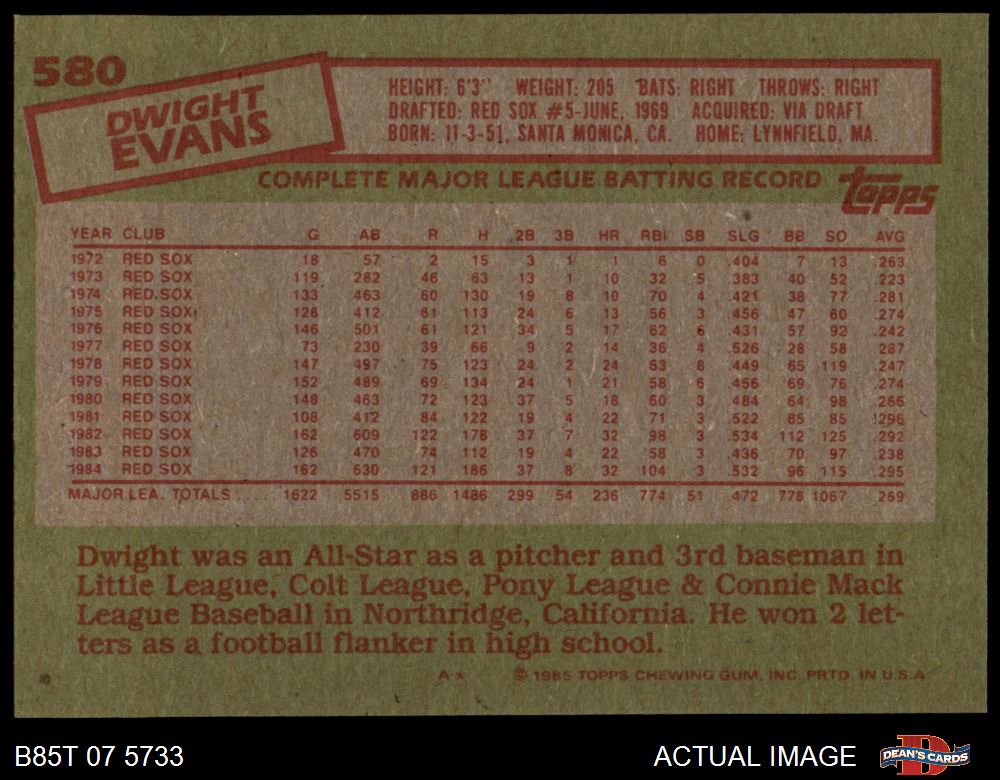 580
DWIGHT
EVANS
HEIGHT: 6'3" WEIGHT: 205 BATS: RIGHT THROWS: RIGHT
DRAFTED: RED SOX #5-JUNE, 1969 ACQUIRED: VIA DRAFT
BORN: 11-3-51, SANTA MONICA, CA. HOME: LYNNFIELD, MA.
COMPLETE MAJOR LEAGUE BATTING RECORD topps
YEAR CLUB G AB R H 2B 3B HR RBI SB SLG BB SO AVG
1972 RED SOX 18 57 2 15 3 1 1 6 0 .404 7 13 .263
1973 RED SOX 119 282 46 63 13 1 10 32 5 .383 40 52 .223
1974 RED SOX 133 463 60 130 19 8 10 70 4 .421 38 77 .281
1975 RED SOX 128 412 61 113 24 6 13 56 3 .456 47 60 .274
1976 RED SOX 146 501 61 121 34 5 17 62 6 .431 57 92 .242
1977 RED SOX 73 230 39 66 9 2 14 36 4 .526 28 58 .287
1978 RED SOX 147 497 75 123 24 2 24 63 8 .449 65 119 .247
1979 RED SOX 152 489 69 134 24 1 21 58 6 .456 69 76 .274
1980 RED SOX 148 463 72 123 37 5 18 60 3 .484 64 98 .266
1981 RED SOX 108 412 84 122 19 4 22 71 3 .522 85 85 .296
1982 RED SOX 162 609 122 178 37 7 32 98 3 .534 112 125 .292
1983 RED SOX 126 470 74 112 19 4 22 58 3 .436 70 97 .238
1984 RED SOX 162 630 121 186 37 8 32 104 3 .532 96 115 .295
MAJOR LEA. TOTALS ..... 1622 5515 886 1486 299 54 236 774 51 .472 778 1067 .269
Dwight was an All-Star as a pitcher and 3rd baseman in
Little League, Colt League, Pony League & Connie Mack
League Baseball in Northridge, California. He won 2 let-
ters as a football flanker in high school.
A* © 1985 TOPPS CHEWING GUM, INC. PRTD. IN U.S.A.
B85T 07 5733 ACTUAL IMAGE DEAN'S CARDS